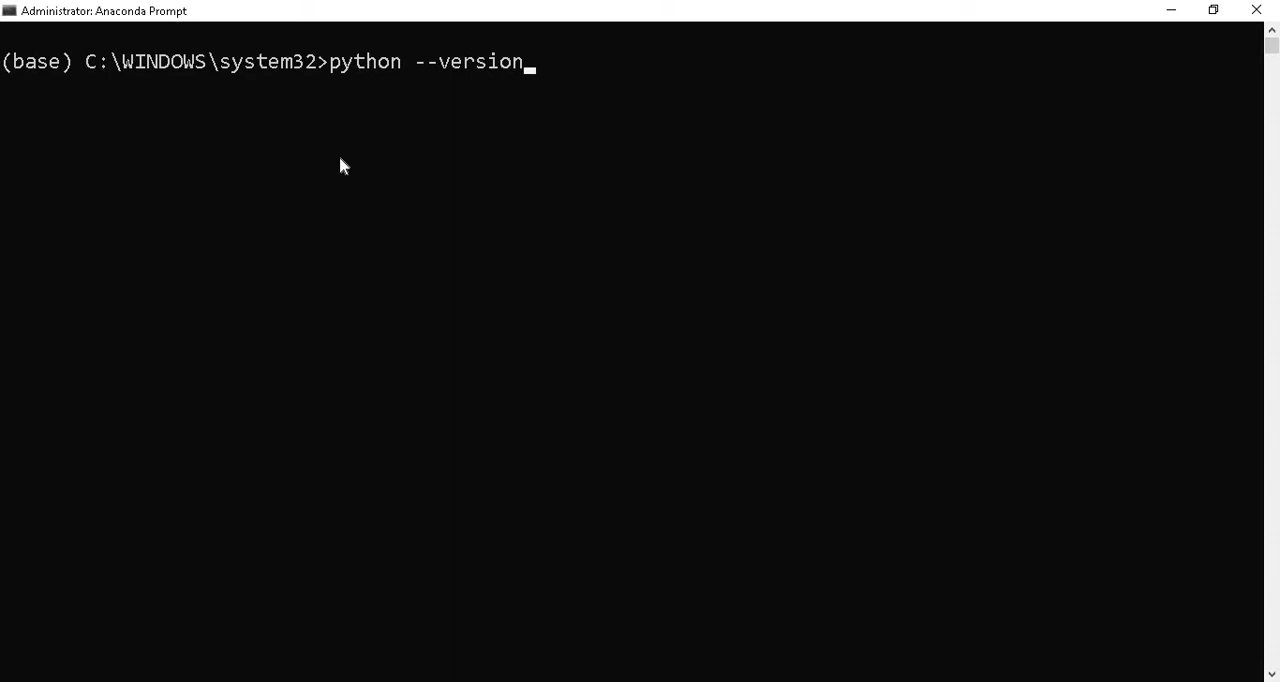 Administrator: Anaconda Prompt
(base) C:\WINDOWS\system32>python --version